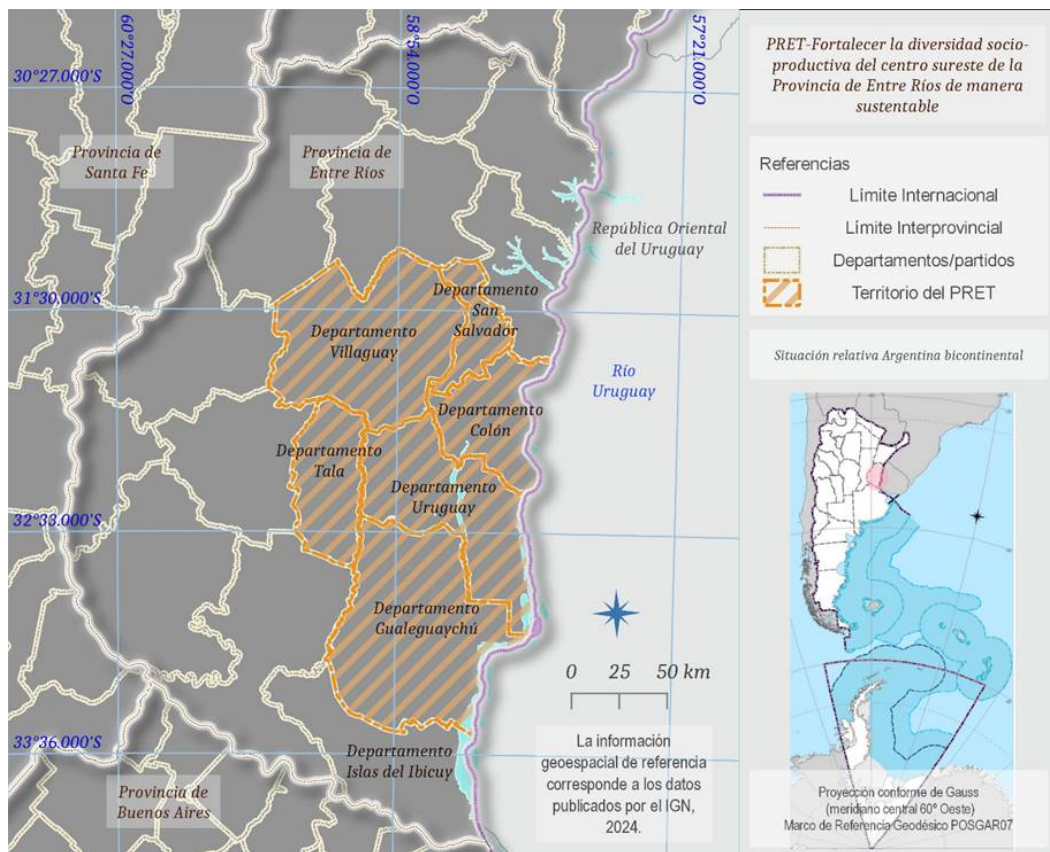 60°27.000'O
58°54.000'O
57°21.000'O
30°27.000'S
Provincia de
Santa Fe
Provincia de
Entre Ríos
República Oriental
del Uruguay
31°30.000'S
Departamento
San
Salvador
Departamento
Villaguay
Río
Uruguay
Departamento
Colón
Departamento
Tala
Departamento
Uruguay
32°33.000'S
Departamento
Gualeguaychú
0 25 50 km
33°36.000'S
Departamento
Islas del Ibicuy
Provincia de
Buenos Aires
La información
geoespacial de referencia
corresponde a los datos
publicados por el IGN,
2024.
PRET-Fortalecer la diversidad socio-
productiva del centro sureste de la
Provincia de Entre Ríos de manera
sustentable
Referencias
Límite Internacional
Límite Interprovincial
Departamentos/partidos
Territorio del PRET
Situación relativa Argentina bicontinental
Proyección conforme de Gauss
(meridiano central 60° Oeste)
Marco de Referencia Geodésico POSGAR07